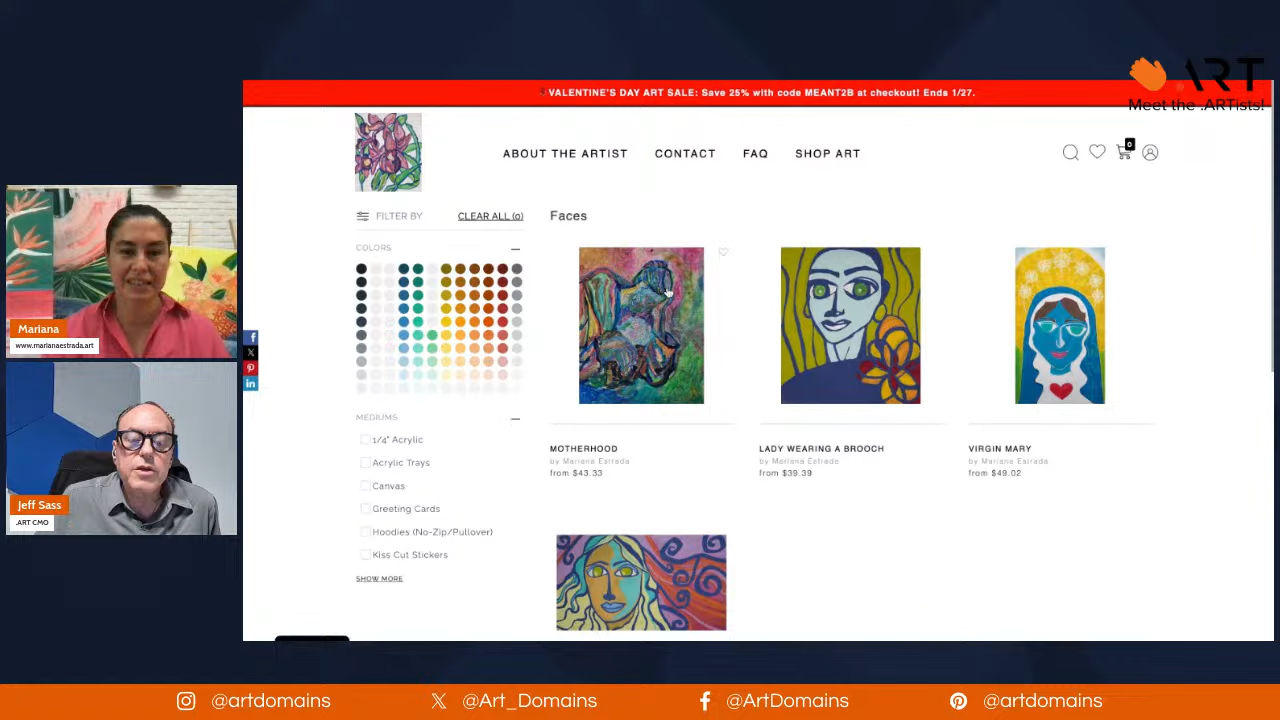 VALENTINE'S DAY ART SALE: Save 25% with code MEANT2B at checkout! Ends 1/27.
.ART
Meet the .ARTists!
ABOUT THE ARTIST
CONTACT
FAQ
SHOP ART
0
FILTER BY
CLEAR ALL (0)
Faces
COLORS
Mariana
www.marianaestrada.art
MEDIUMS
1/4" Acrylic
Acrylic Trays
Canvas
Greeting Cards
Hoodies (No-Zip/Pullover)
Kiss Cut Stickers
SHOW MORE
MOTHERHOOD
by Mariana Estrada
from $43.33
LADY WEARING A BROOCH
by Mariana Estrada
from $39.39
VIRGIN MARY
by Mariana Estrada
from $49.02
Jeff Sass
.ART CMO
@artdomains
@Art_Domains
@ArtDomains
@artdomains